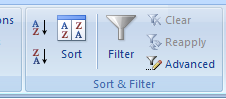 ons
A
Z
Z
A
A Z
Z A
Sort
Filter
Clear
Reapply
Advanced
Sort & Filter